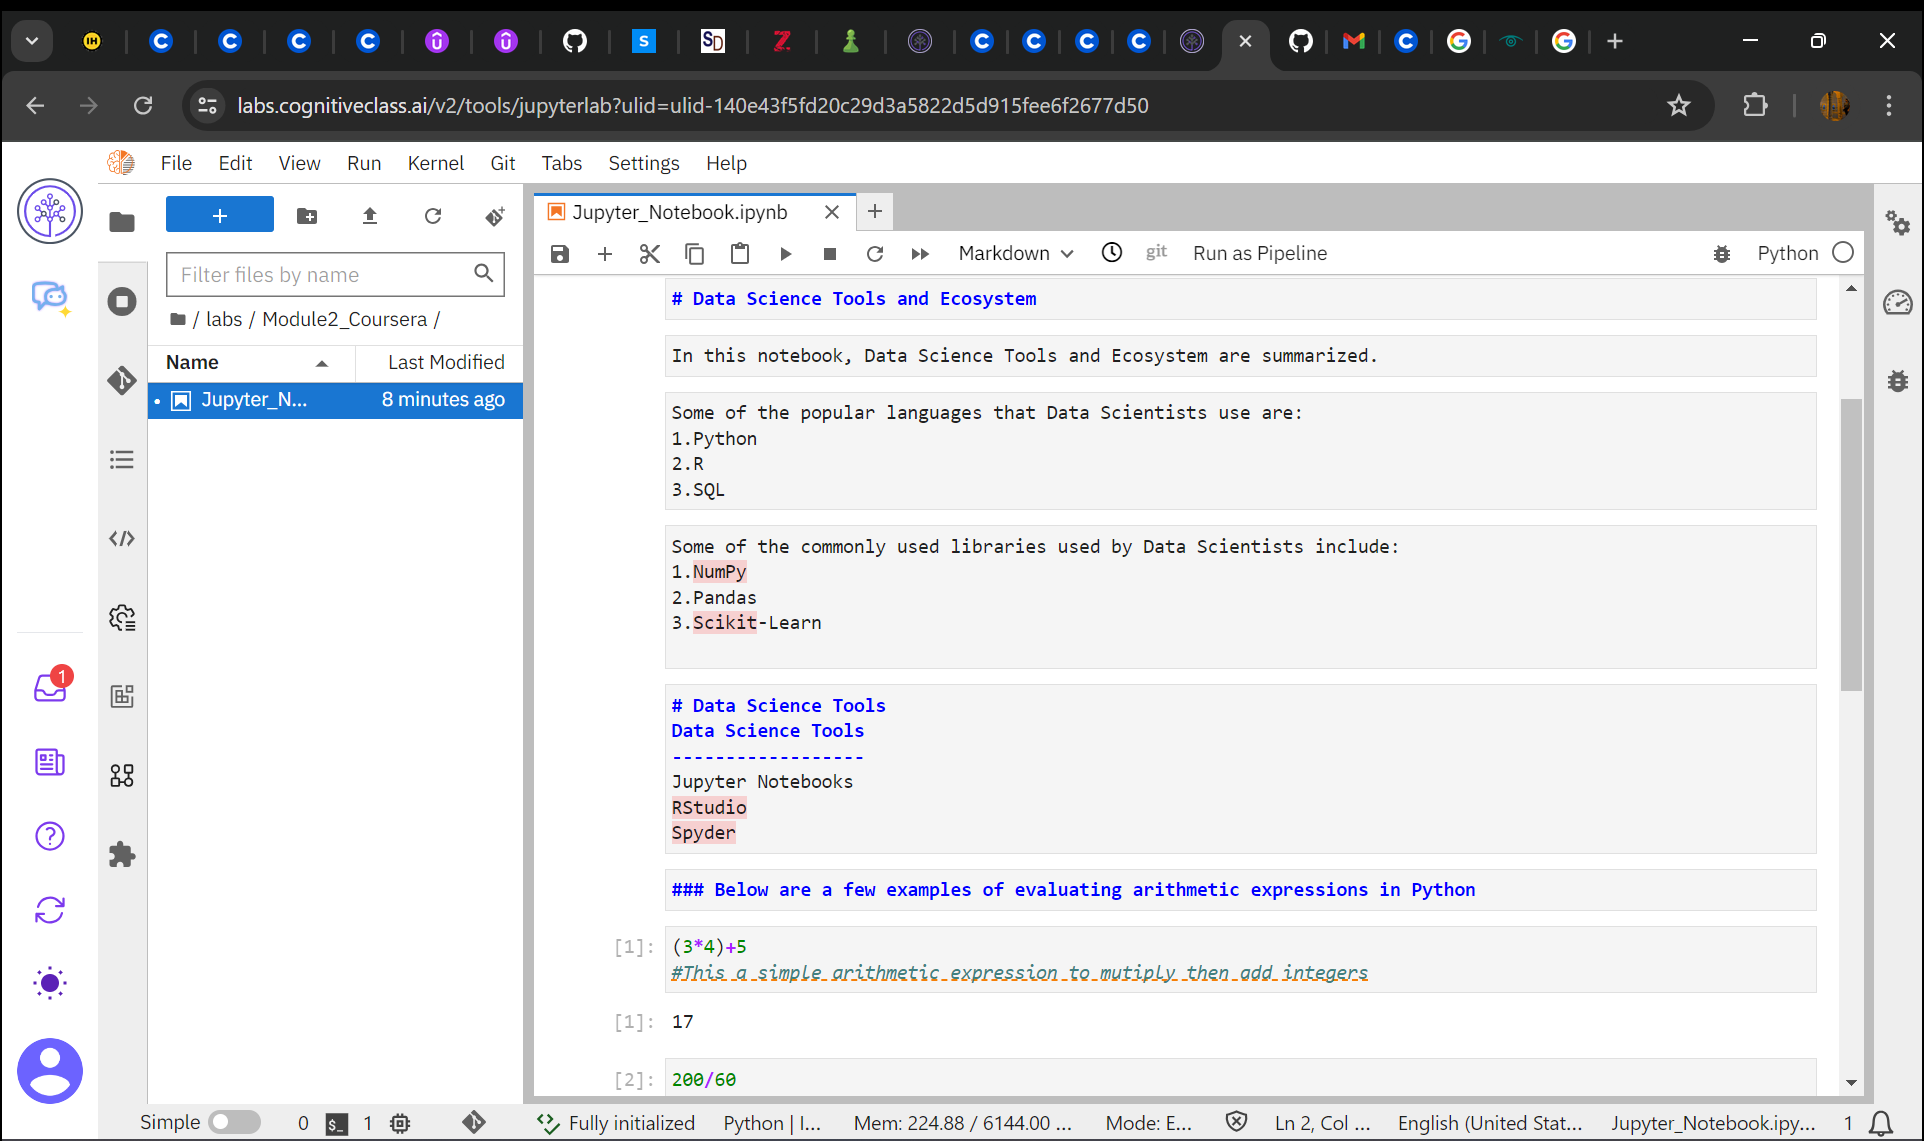 labs.cognitiveclass.ai/v2/tools/jupyterlab?ulid=ulid-140e43f5fd20c29d3a5822d5d915fee6f2677d50
File Edit View Run Kernel Git Tabs Settings Help
Filter files by name
/ labs / Module2_Coursera /
Name Last Modified
Jupyter_N... 8 minutes ago
Jupyter_Notebook.ipynb
Markdown git Run as Pipeline Python
# Data Science Tools and Ecosystem
In this notebook, Data Science Tools and Ecosystem are summarized.
Some of the popular languages that Data Scientists use are:
1.Python
2.R
3.SQL
Some of the commonly used libraries used by Data Scientists include:
1.NumPy
2.Pandas
3.Scikit-Learn
# Data Science Tools
Data Science Tools
------------------
Jupyter Notebooks
RStudio
Spyder
### Below are a few examples of evaluating arithmetic expressions in Python
[1]: (3*4)+5
#This a simple arithmetic expression to mutiply then add integers
[1]: 17
[2]: 200/60
1
Simple 0 1 Fully initialized Python | I... Mem: 224.88 / 6144.00 ... Mode: E... Ln 2, Col ... English (United Stat... Jupyter_Notebook.ipy... 1